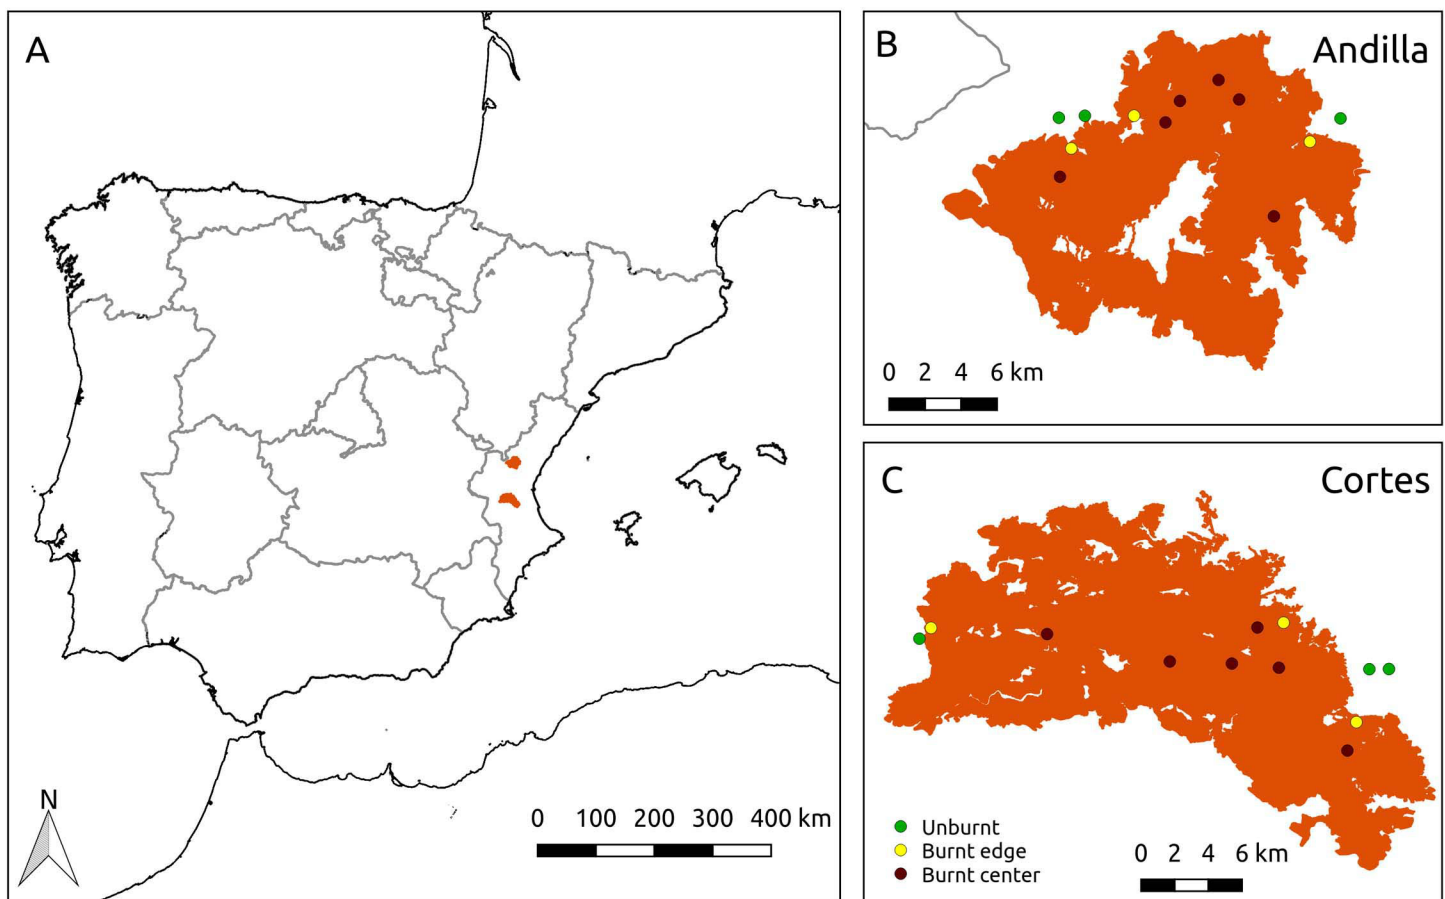 A
N
0 100 200 300 400 km
B
Andilla
0 2 4 6 km
C
Cortes
Unburnt
Burnt edge
Burnt center
0 2 4 6 km